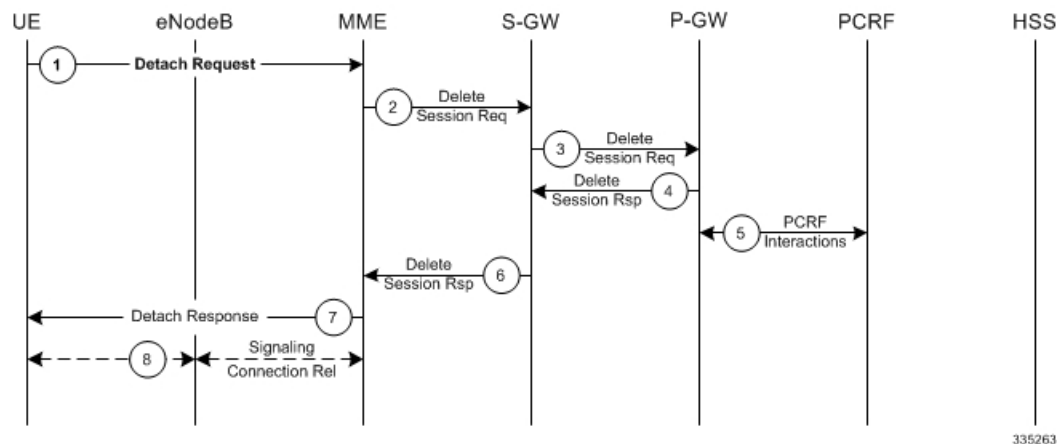 UE eNodeB MME S-GW P-GW PCRF HSS
1 Detach Request
2 Delete
Session Req
3 Delete
Session Req
Delete 4
Session Rsp
5 PCRF
Interactions
Delete 6
Session Rsp
Detach Response 7
8 Signaling
Connection Rel
335263